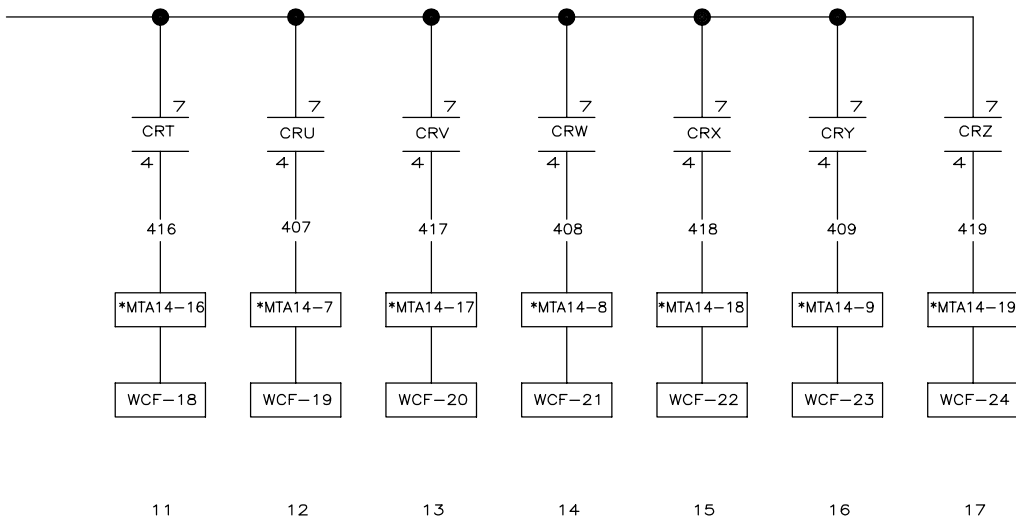 7 7 7 7 7 7 7
CRT CRU CRV CRW CRX CRY CRZ
4 4 4 4 4 4 4
416 407 417 408 418 409 419
*MTA14-16 *MTA14-7 *MTA14-17 *MTA14-8 *MTA14-18 *MTA14-9 *MTA14-19
WCF-18 WCF-19 WCF-20 WCF-21 WCF-22 WCF-23 WCF-24
11 12 13 14 15 16 17